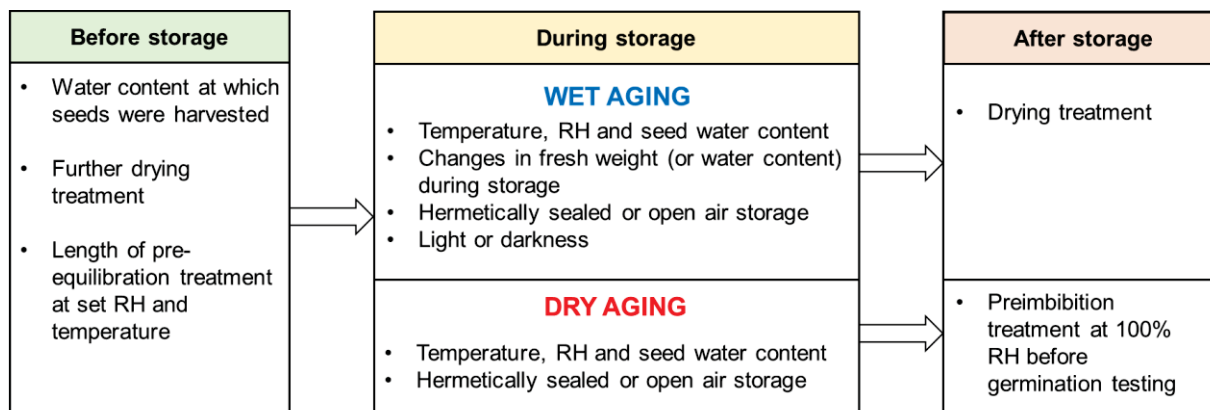 Before storage
• Water content at which
seeds were harvested
• Further drying
treatment
• Length of pre-
equilibration treatment
at set RH and
temperature
During storage
WET AGING
• Temperature, RH and seed water content
• Changes in fresh weight (or water content)
during storage
• Hermetically sealed or open air storage
• Light or darkness
DRY AGING
• Temperature, RH and seed water content
• Hermetically sealed or open air storage
After storage
• Drying treatment
• Preimbibition
treatment at 100%
RH before
germination testing